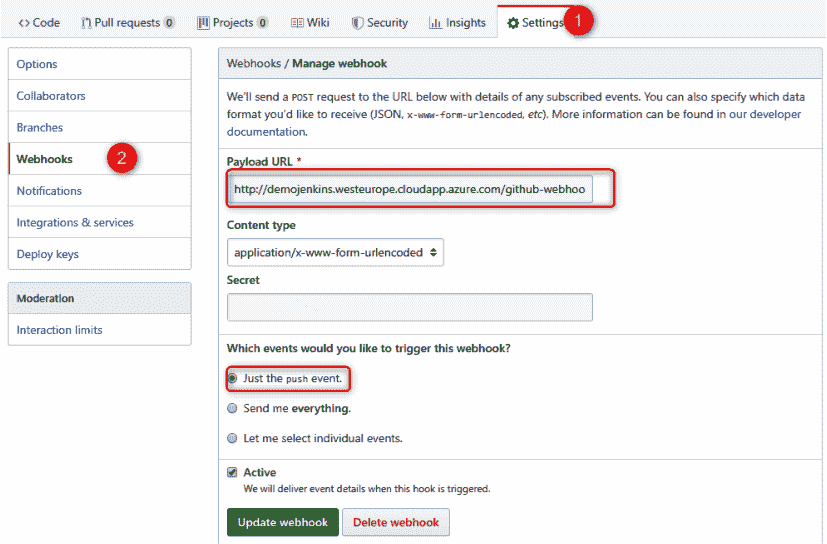 Code Pull requests 0 Projects 0 Wiki Security Insights Settings 1
Options
Collaborators
Branches
Webhooks 2
Notifications
Integrations & services
Deploy keys
Moderation
Interaction limits
Webhooks / Manage webhook
We'll send a POST request to the URL below with details of any subscribed events. You can also specify which data
format you'd like to receive (JSON, x-www-form-urlencoded, etc). More information can be found in our developer
documentation.
Payload URL *
http://demojenkins.westeurope.cloudapp.azure.com/github-webhoo
Content type
application/x-www-form-urlencoded
Secret
Which events would you like to trigger this webhook?
Just the push event.
Send me everything.
Let me select individual events.
Active
We will deliver event details when this hook is triggered.
Update webhook Delete webhook